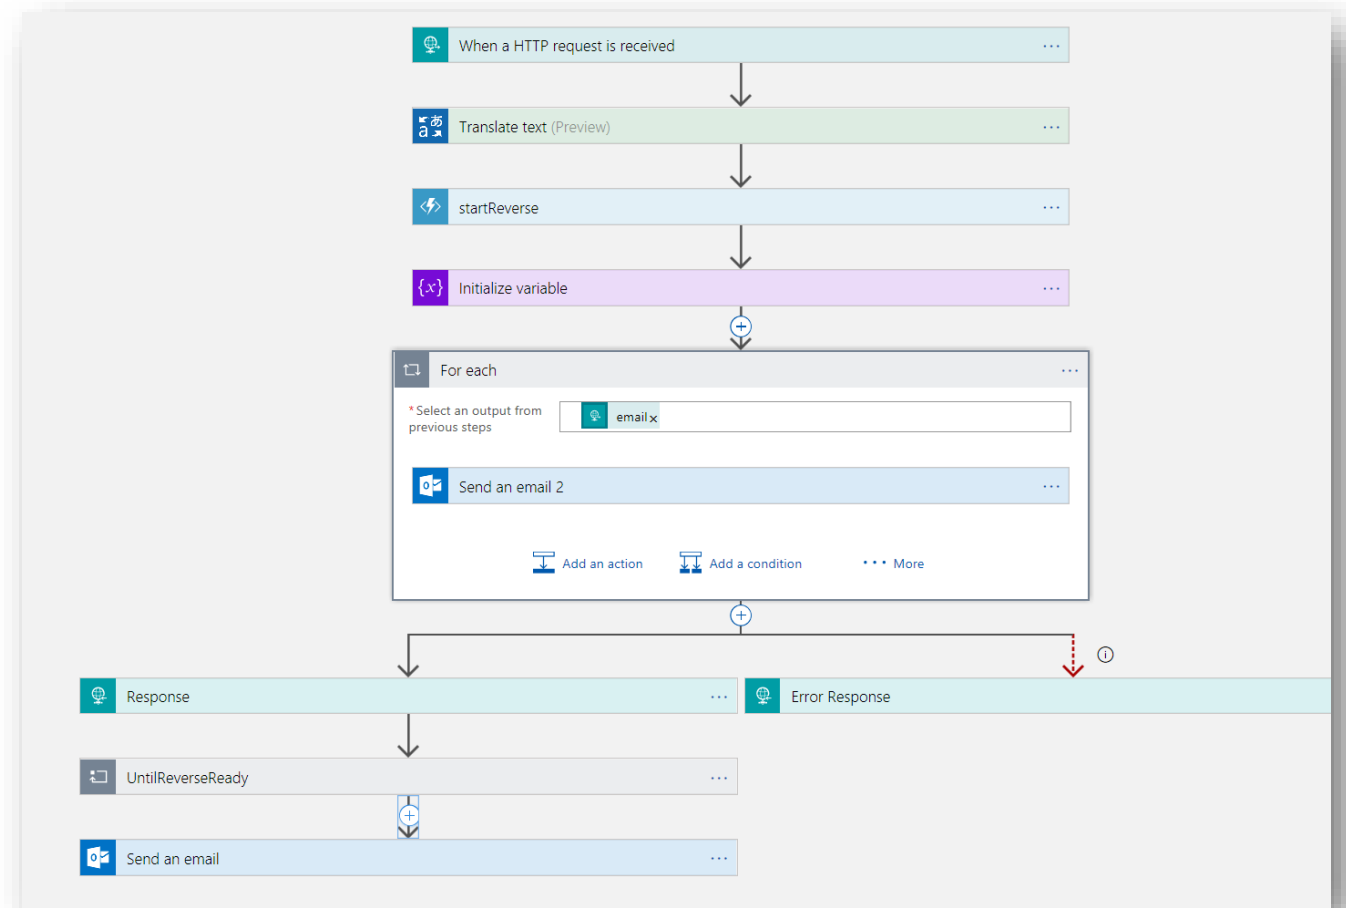 When a HTTP request is received
Translate text (Preview)
startReverse
{x} Initialize variable
For each
*Select an output from
previous steps
email x
Send an email 2
Add an action Add a condition ••• More
Response
Error Response
UntilReverseReady
Send an email